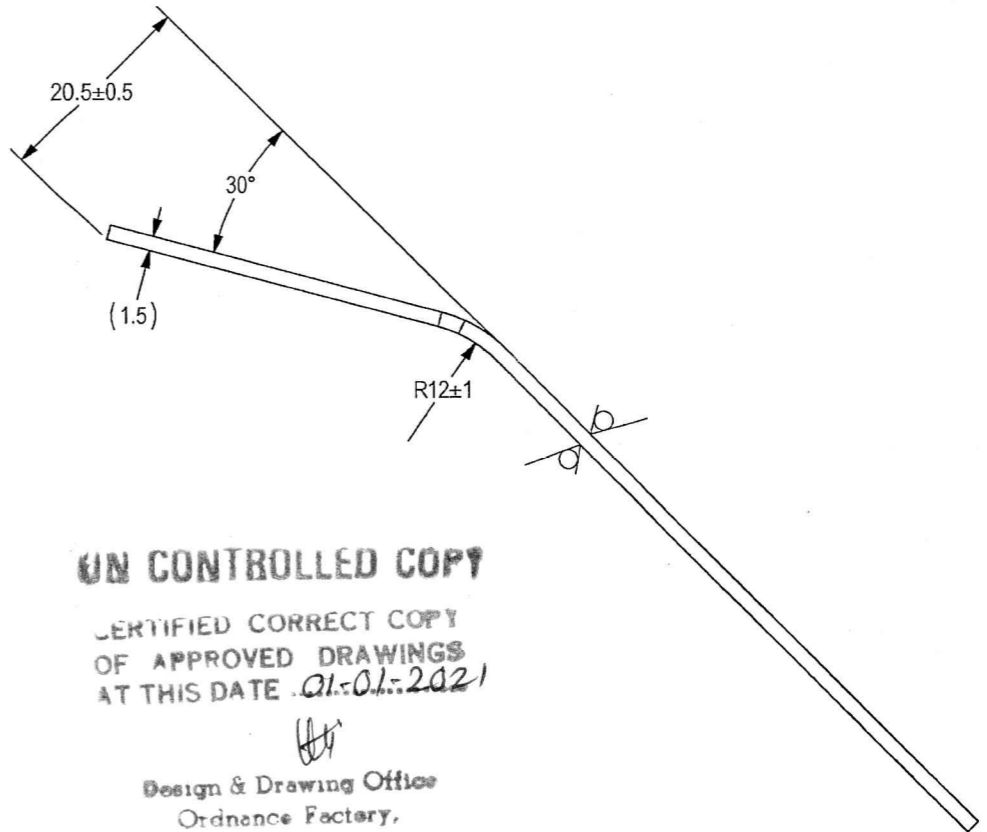 20.5±0.5
30°
(1.5)
R12±1
UN CONTROLLED COPY
CERTIFIED CORRECT COPY
OF APPROVED DRAWINGS
AT THIS DATE 01-01-2021
Design & Drawing Office
Ordnance Factory,